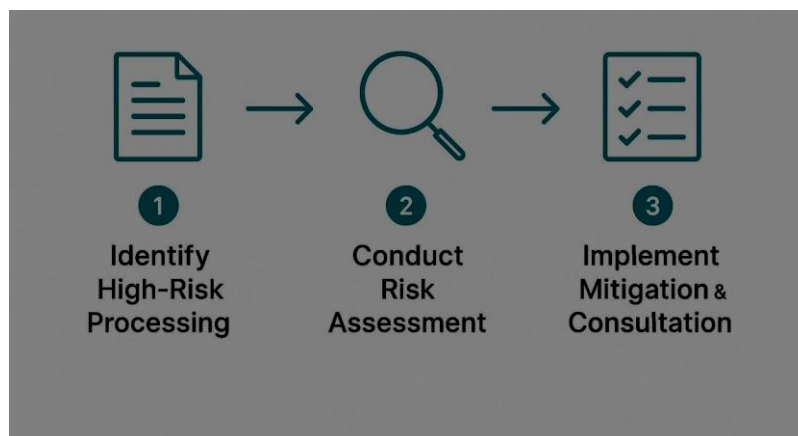 1
Identify
High-Risk
Processing
2
Conduct
Risk
Assessment
3
Implement
Mitigation &
Consultation